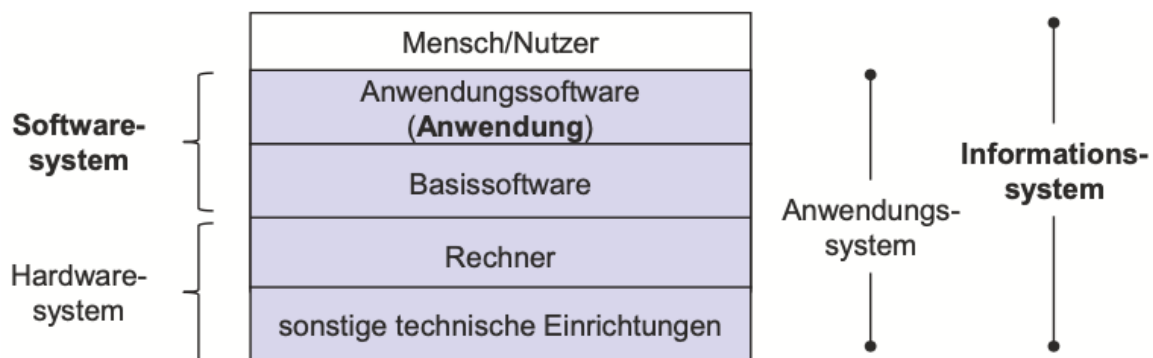 Mensch/Nutzer
Software-
system
Anwendungssoftware
(Anwendung)
Basissoftware
Hardware-
system
Rechner
sonstige technische Einrichtungen
Anwendungs-
system
Informations-
system